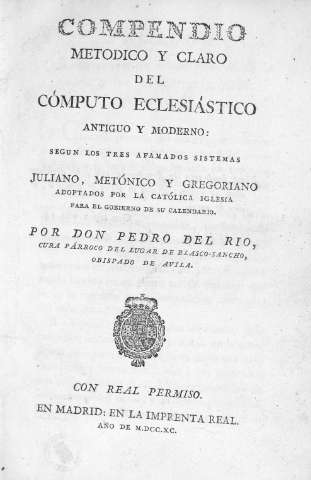 COMPENDIO
METODICO Y CLARO
DEL
CÓMPUTO ECLESIÁSTICO
ANTIGUO Y MODERNO:
SEGUN LOS TRES AFAMADOS SISTEMAS
JULIANO, METÓNICO Y GREGORIANO
ADOPTADOS POR LA CATÓLICA IGLESIA
PARA EL GOBIERNO DE SU CALENDARIO.
POR DON PEDRO DEL RIO,
CURA PÁRROCO DEL LUGAR DE BLASCO-SANCHO,
OBISPADO DE AVILA.
CON REAL PERMISO.
EN MADRID: EN LA IMPRENTA REAL.
AÑO DE M.DCC.XC.